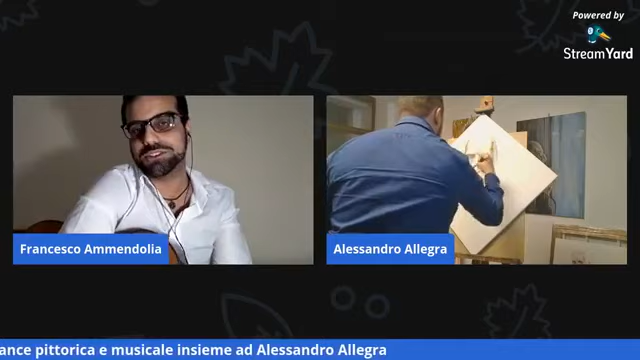 Powered by
StreamYard
Francesco Ammendolia
Alessandro Allegra
ance pittorica e musicale insieme ad Alessandro Allegra